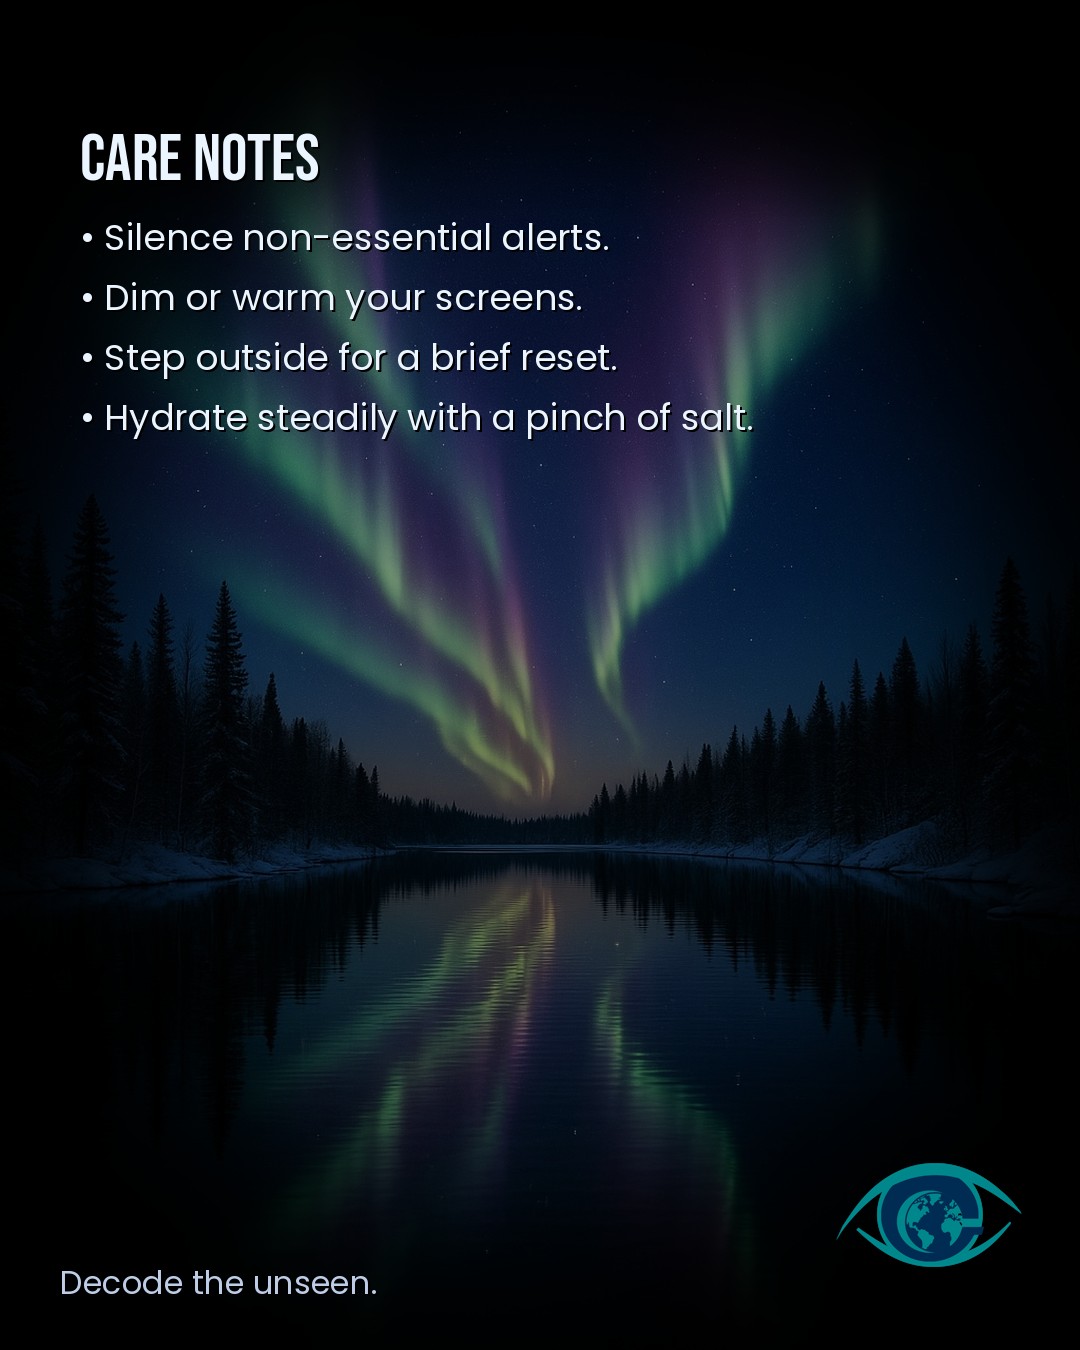 CARE NOTES
• Silence non-essential alerts.
• Dim or warm your screens.
• Step outside for a brief reset.
• Hydrate steadily with a pinch of salt.
Decode the unseen.